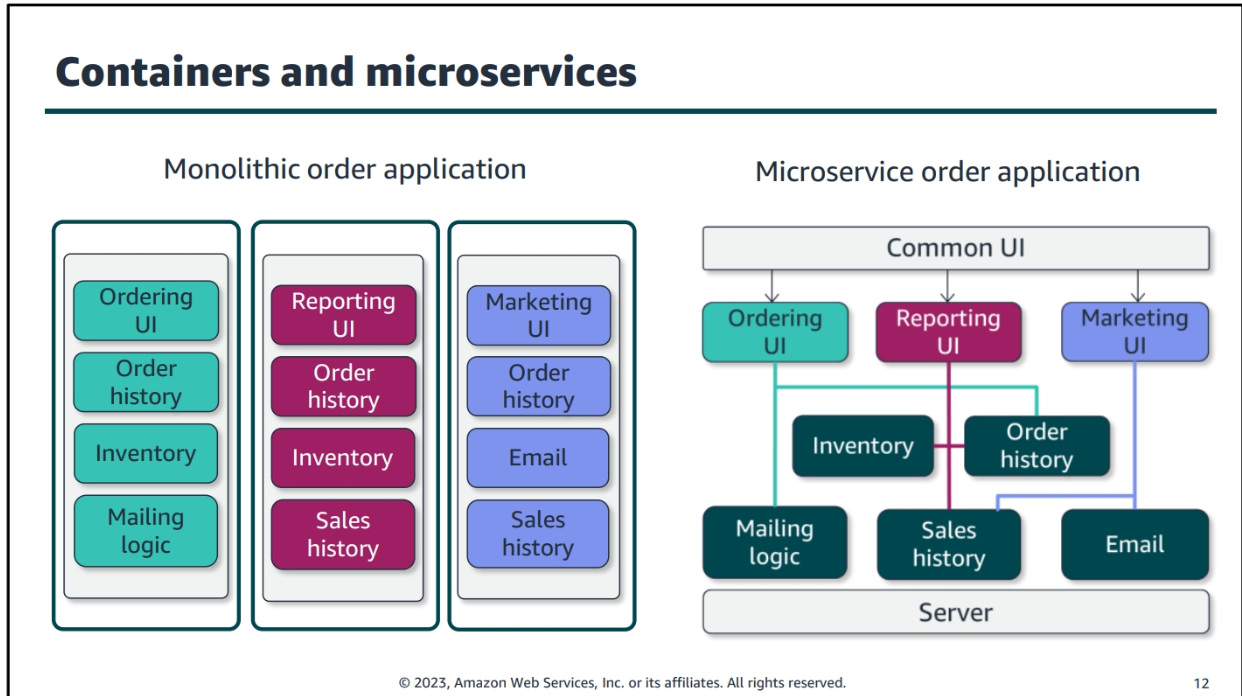 Containers and microservices
Monolithic order application
Ordering
UI
Order
history
Inventory
Mailing
logic
Reporting
UI
Order
history
Inventory
Sales
history
Marketing
UI
Order
history
Email
Sales
history
Microservice order application
Common UI
Ordering
UI
Reporting
UI
Marketing
UI
Inventory
Order
history
Mailing
logic
Sales
history
Email
Server
© 2023, Amazon Web Services, Inc. or its affiliates. All rights reserved.
12